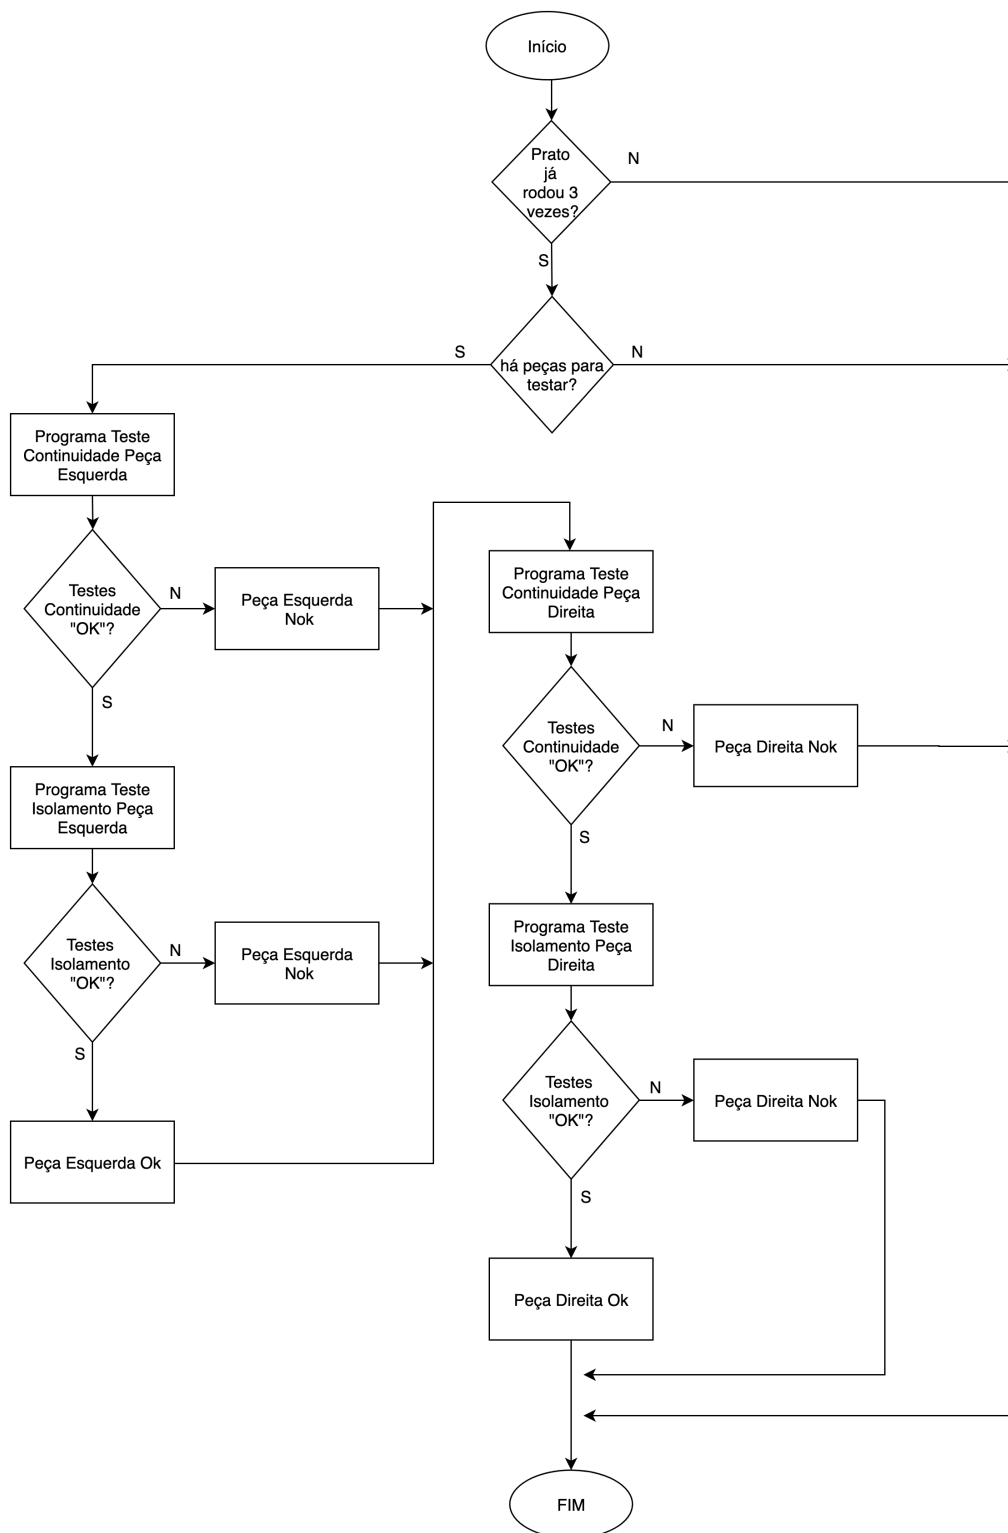 Início
Prato
já
rodou 3
vezes?
N
S
há peças para
testar?
S
N
Programa Teste
Continuidade Peça
Esquerda
Testes
Continuidade
"OK"?
N
Peça Esquerda
Nok
S
Programa Teste
Isolamento Peça
Esquerda
Testes
Isolamento
"OK"?
N
Peça Esquerda
Nok
S
Peça Esquerda Ok
Programa Teste
Continuidade Peça
Direita
Testes
Continuidade
"OK"?
N
Peça Direita Nok
S
Programa Teste
Isolamento Peça
Direita
Testes
Isolamento
"OK"?
N
Peça Direita Nok
S
Peça Direita Ok
FIM